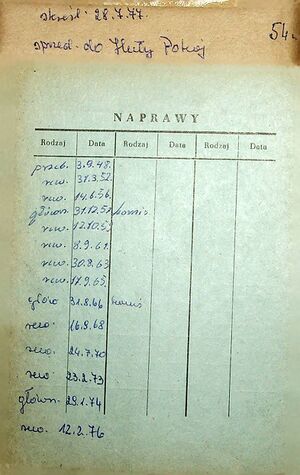 skreśl. 28.7.77.
sprzed. do Huty Pokój
54
NAPRAWY
Rodzaj Data Rodzaj Data Rodzaj Data
przeb. 3.9.48.
rew. 31.3.52.
rew. 14.6.56.
główn. 31.12.57
rew. 12.10.59
rew. 8.9.61.
rew. 30.8.63
rew. 17.9.65.
główn 31.8.66
rew. 16.8.68
rew. 24.7.70
rew. 23.2.73
główn. 29.1.74
rew. 12.2.76